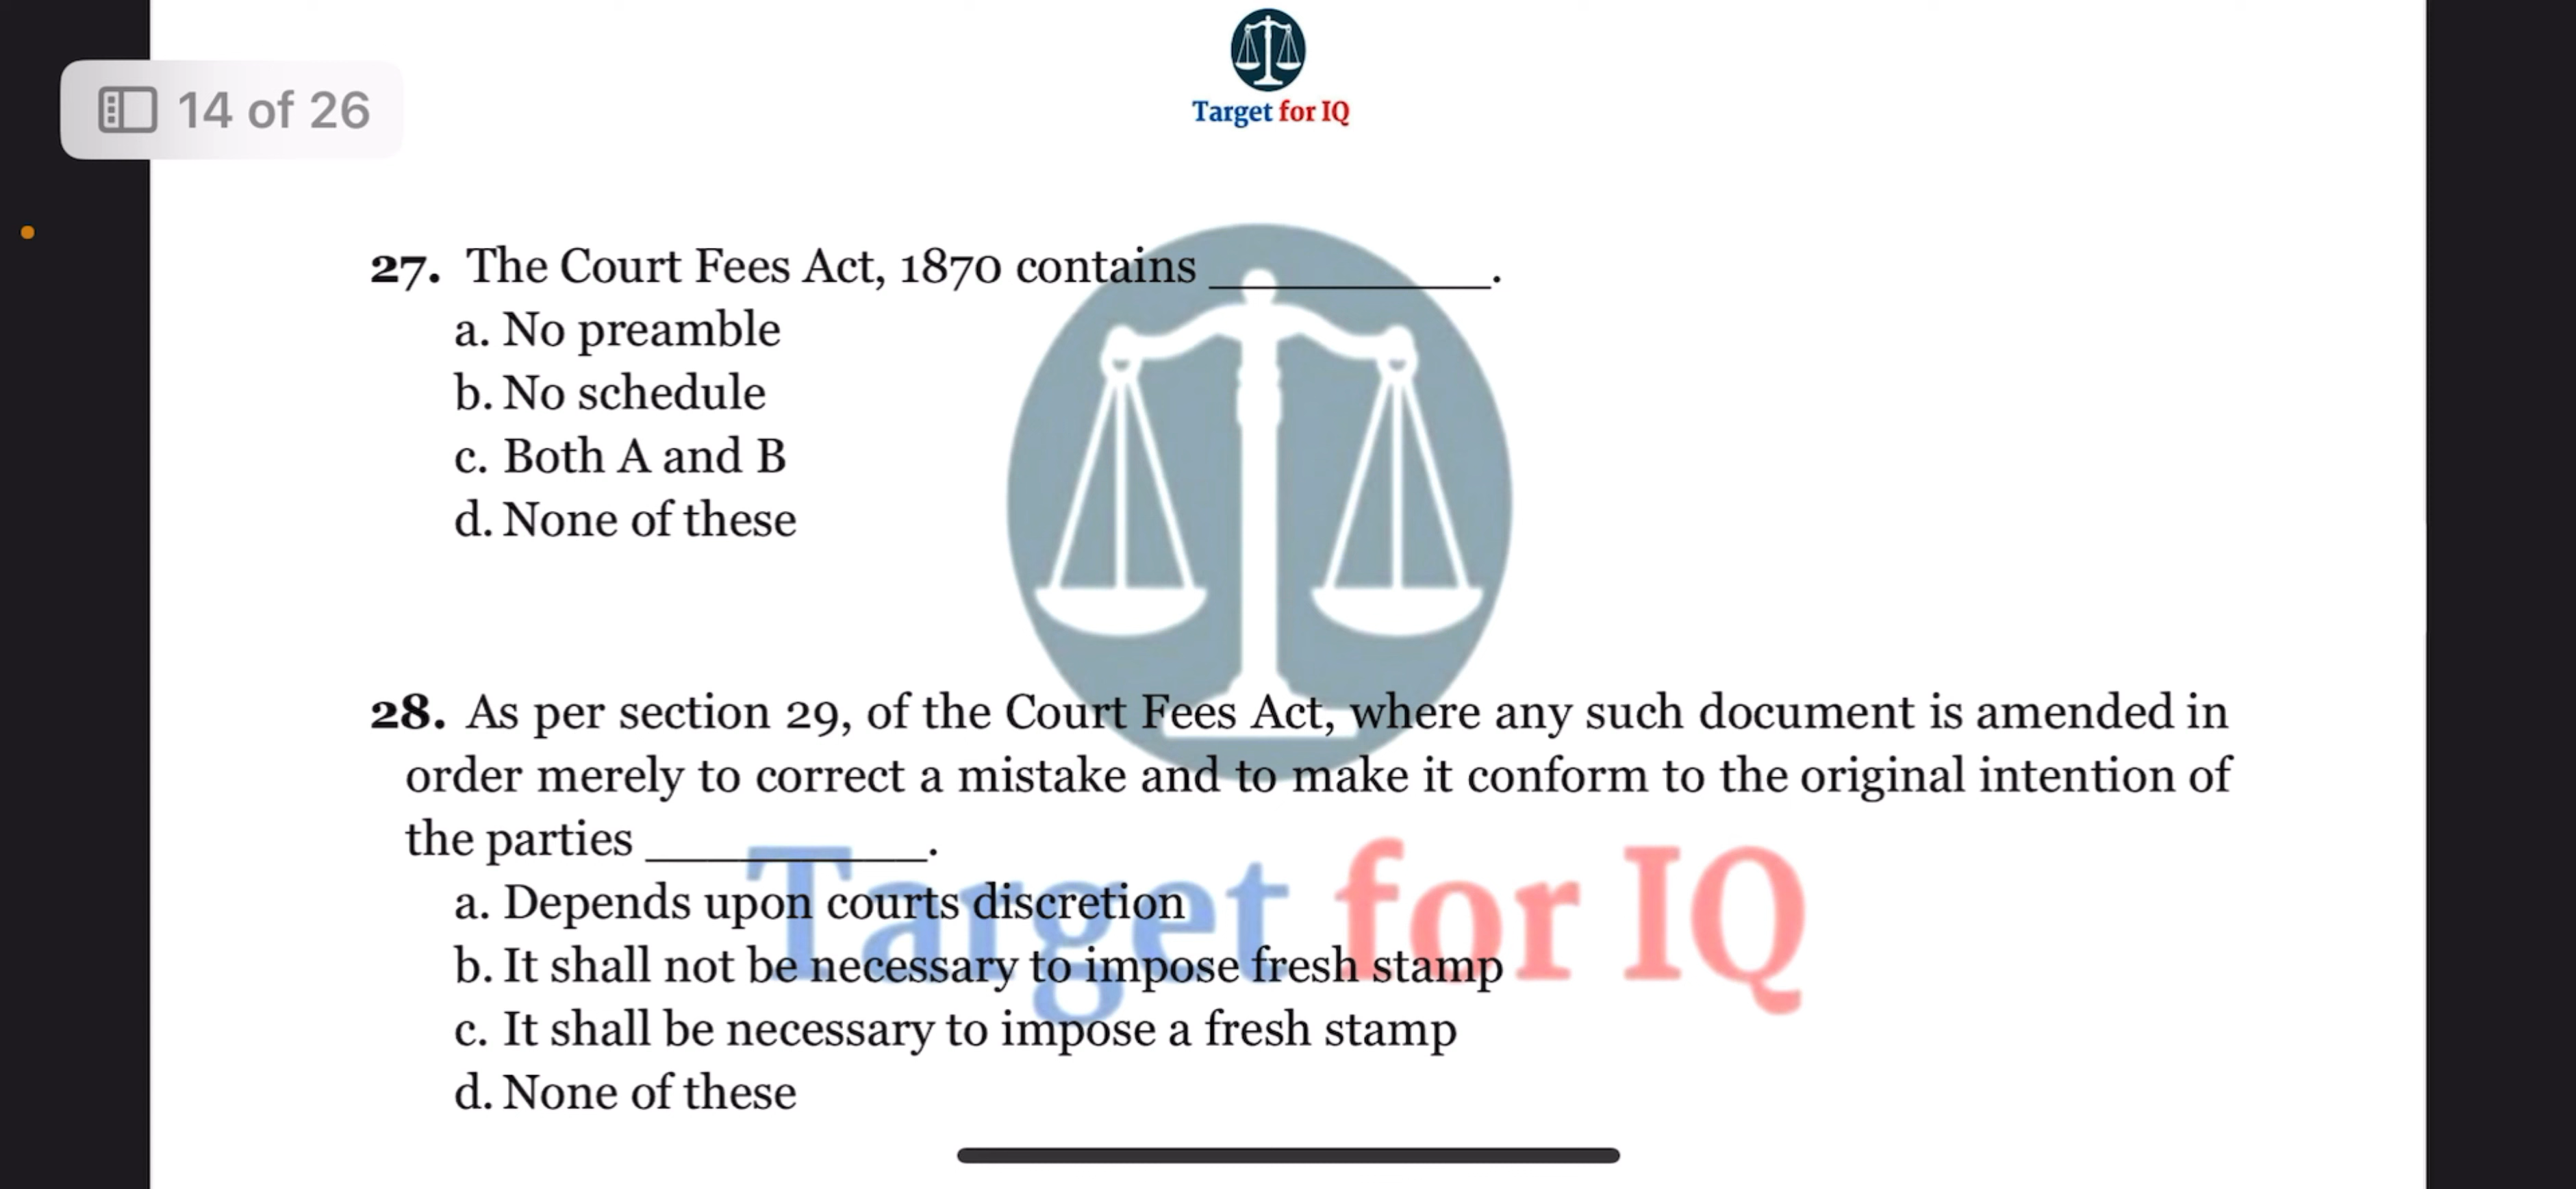 Target for IQ
14 of 26
27. The Court Fees Act, 1870 contains ____________.
a. No preamble
b. No schedule
c. Both A and B
d. None of these
28. As per section 29, of the Court Fees Act, where any such document is amended in
order merely to correct a mistake and to make it conform to the original intention of
the parties ____________.
a. Depends upon courts discretion
b. It shall not be necessary to impose fresh stamp
c. It shall be necessary to impose a fresh stamp
d. None of these
Target for IQ